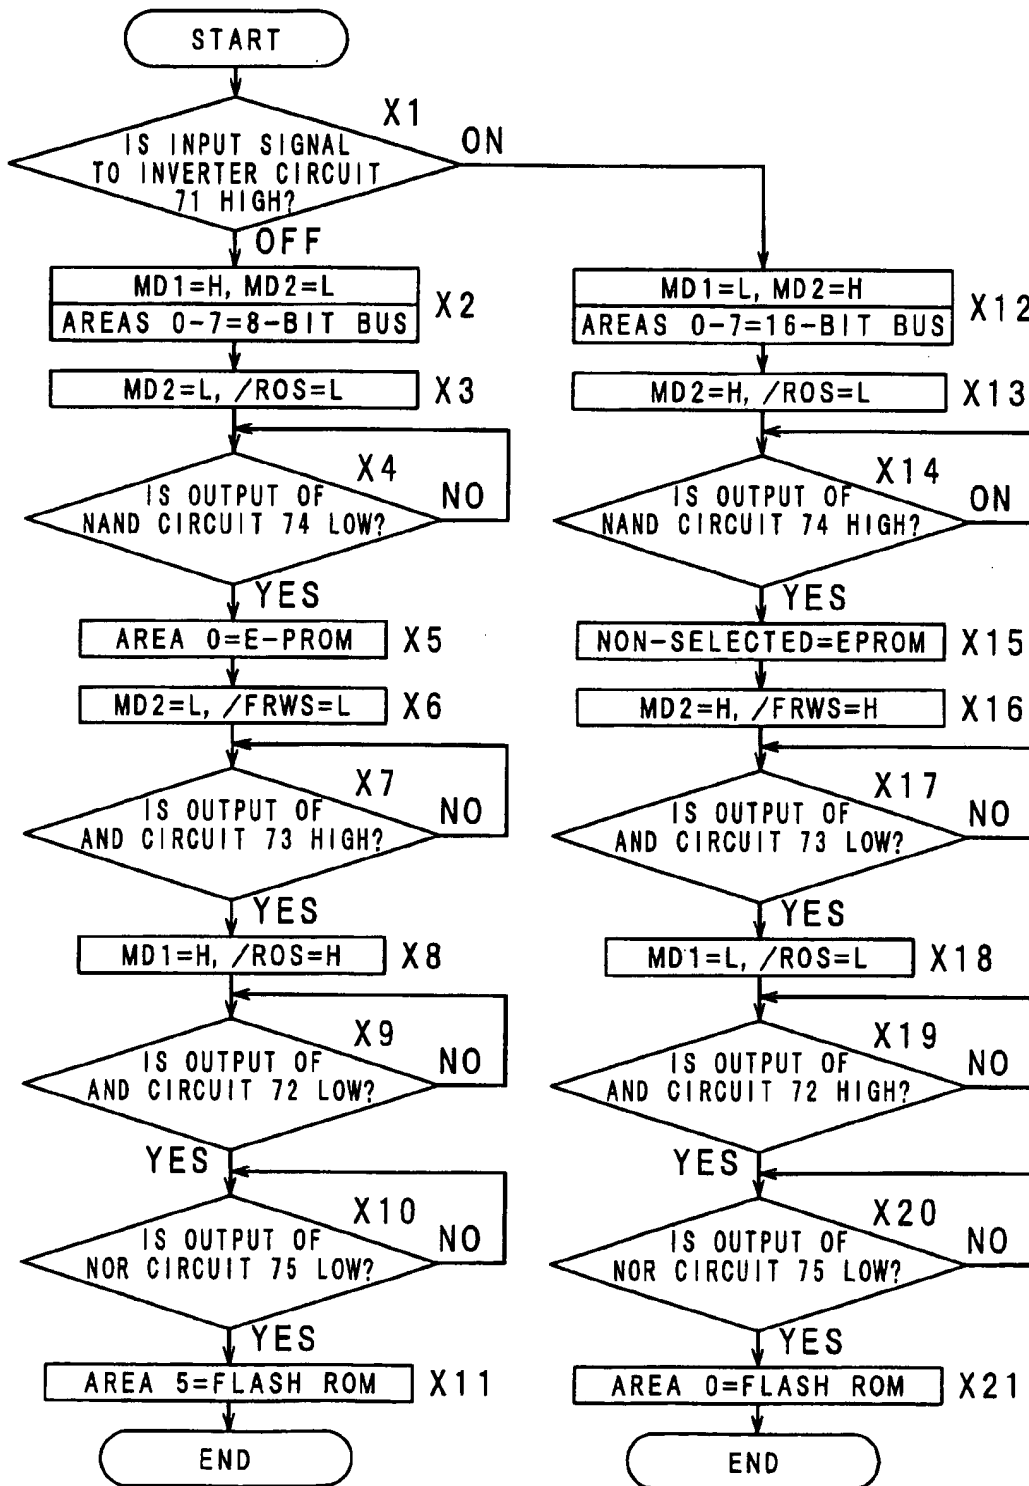 START
X1
IS INPUT SIGNAL
TO INVERTER CIRCUIT
71 HIGH?
ON
OFF
MD1=H, MD2=L
AREAS 0-7=8-BIT BUS
X2
MD2=L, /ROS=L
X3
X4
IS OUTPUT OF
NAND CIRCUIT 74 LOW?
NO
YES
AREA 0=E-PROM
X5
MD2=L, /FRWS=L
X6
X7
IS OUTPUT OF
AND CIRCUIT 73 HIGH?
NO
YES
MD1=H, /ROS=H
X8
X9
IS OUTPUT OF
AND CIRCUIT 72 LOW?
NO
YES
X10
IS OUTPUT OF
NOR CIRCUIT 75 LOW?
NO
YES
AREA 5=FLASH ROM
X11
END
MD1=L, MD2=H
AREAS 0-7=16-BIT BUS
X12
MD2=H, /ROS=L
X13
X14
IS OUTPUT OF
NAND CIRCUIT 74 HIGH?
ON
YES
NON-SELECTED=EPROM
X15
MD2=H, /FRWS=H
X16
X17
IS OUTPUT OF
AND CIRCUIT 73 LOW?
NO
YES
MD1=L, /ROS=L
X18
X19
IS OUTPUT OF
AND CIRCUIT 72 HIGH?
NO
YES
X20
IS OUTPUT OF
NOR CIRCUIT 75 LOW?
NO
YES
AREA 0=FLASH ROM
X21
END